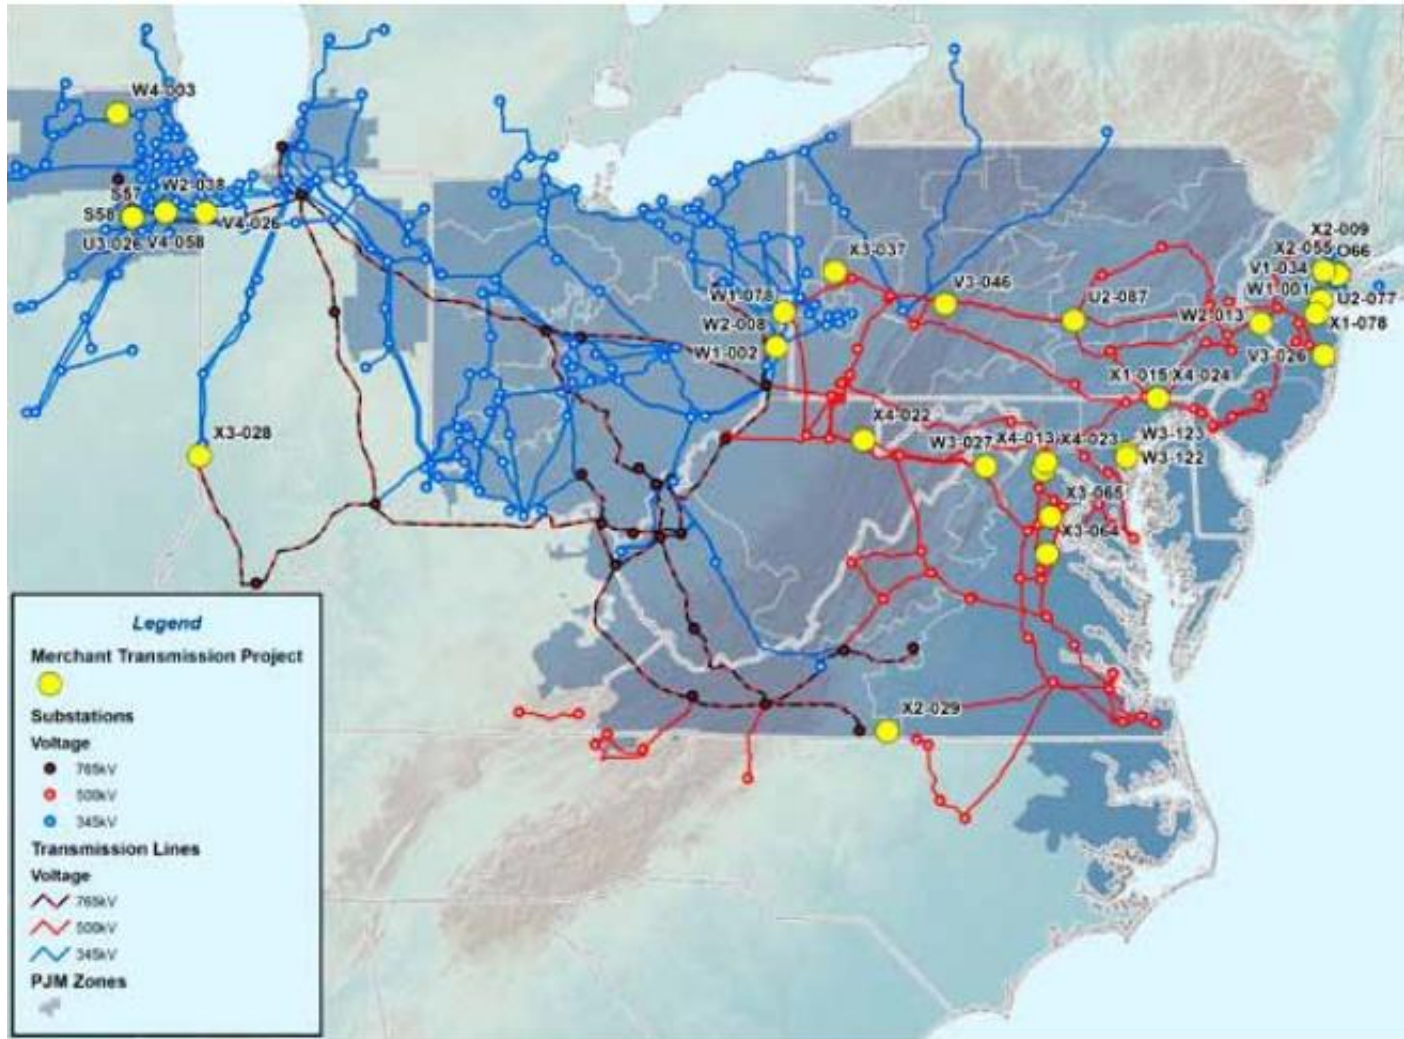 W4-003
S57
W2-038
S58
V4-026
U3-026
V4-058
X2-009
X2-055
O66
X3-037
V1-034
W1-001
W1-078
V3-046
U2-087
U2-077
W2-008
W2-013
X1-078
W1-002
V3-026
X1-015
X4-024
X4-022
X3-028
W3-027
X4-013
X4-023
W3-123
W3-122
X3-065
X3-064
X2-029
Legend
Merchant Transmission Project
Substations
Voltage
765kV
500kV
345kV
Transmission Lines
Voltage
765kV
500kV
345kV
PJM Zones